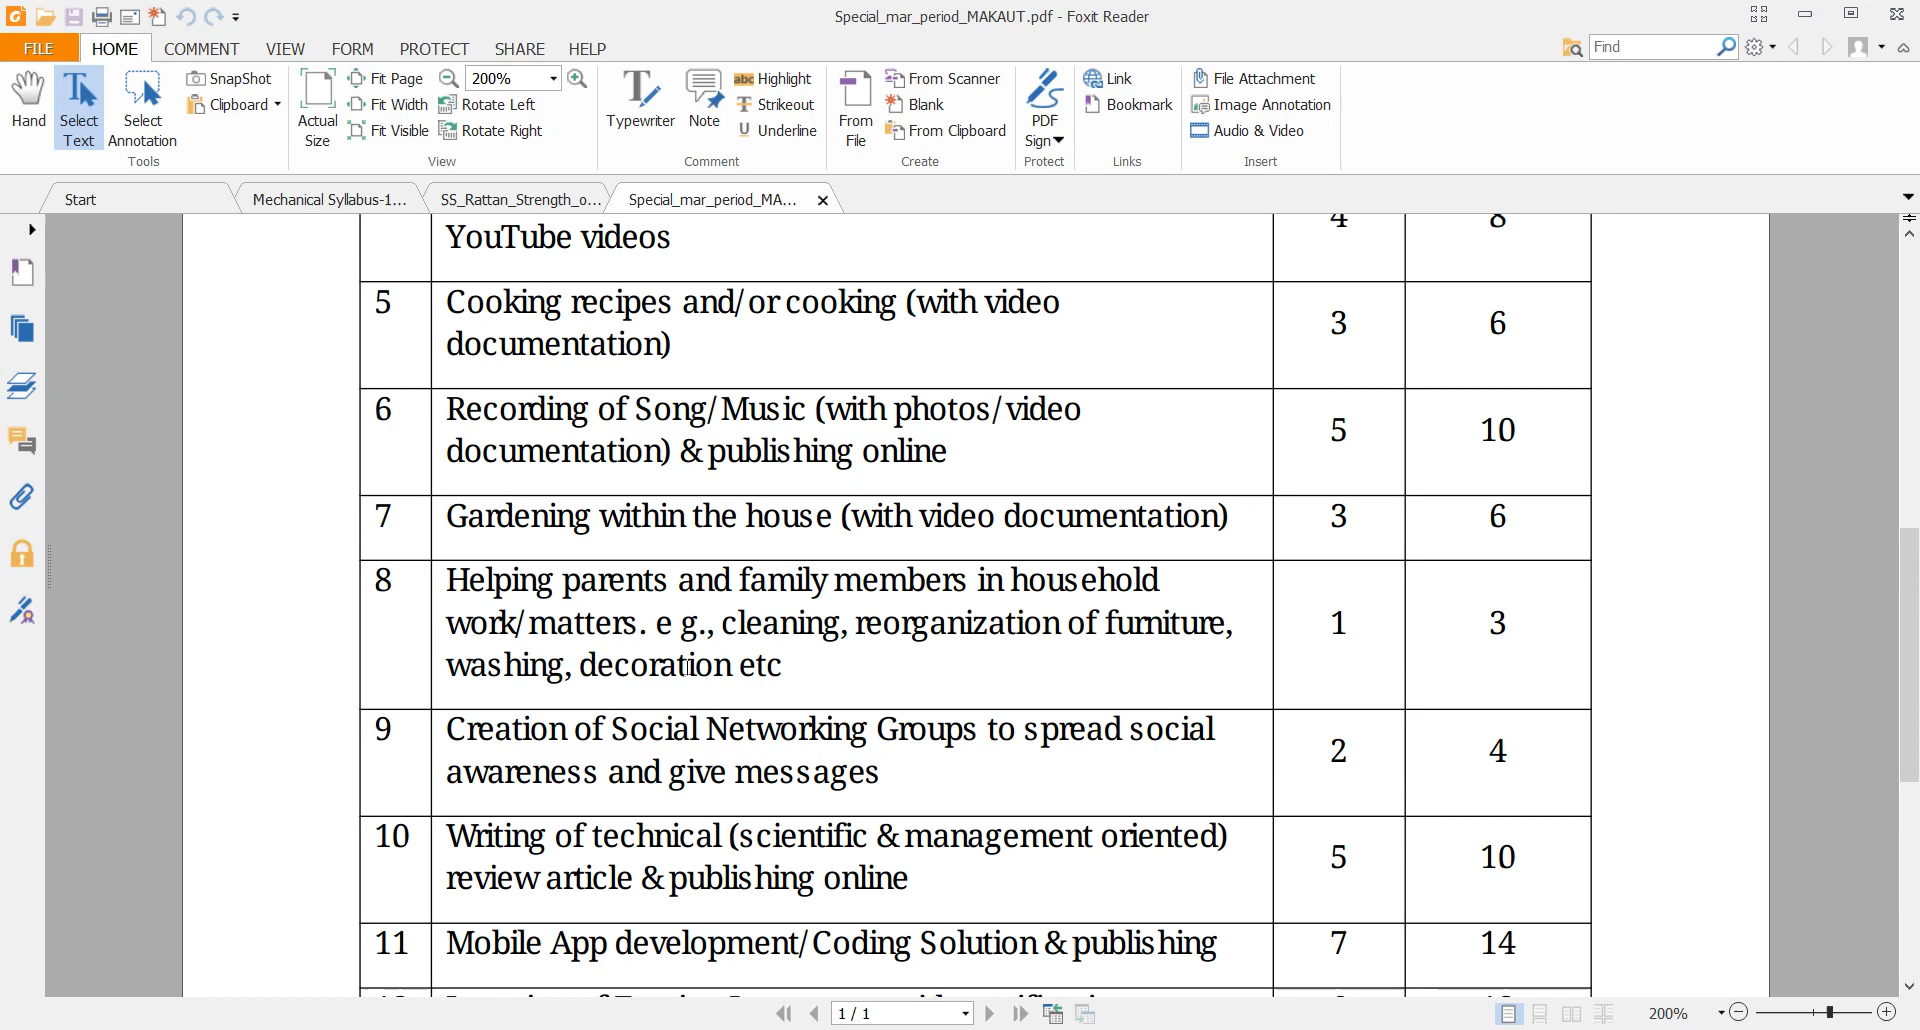 Special_mar_period_MAKAUT.pdf - Foxit Reader
FILE HOME COMMENT VIEW FORM PROTECT SHARE HELP
Find
Hand
Select
Text
Select
Annotation
SnapShot
Clipboard
Tools
Actual
Size
Fit Page
Fit Width
Fit Visible
200%
Rotate Left
Rotate Right
View
Typewriter
Note
abc Highlight
Strikeout
Underline
Comment
From
File
From Scanner
Blank
From Clipboard
Create
PDF
Sign
Protect
Link
Bookmark
Links
File Attachment
Image Annotation
Audio & Video
Insert
Start
Mechanical Syllabus-1...
SS_Rattan_Strength_o...
Special_mar_period_MA...
YouTube videos 4 8
5 Cooking recipes and/or cooking (with video
documentation) 3 6
6 Recording of Song/Music (with photos/video
documentation) & publishing online 5 10
7 Gardening within the house (with video documentation) 3 6
8 Helping parents and family members in household
work/matters. e g., cleaning, reorganization of furniture, 1 3
washing, decoration etc
9 Creation of Social Networking Groups to spread social
awareness and give messages 2 4
10 Writing of technical (scientific & management oriented)
review article & publishing online 5 10
11 Mobile App development/Coding Solution & publishing 7 14
1 / 1
200%